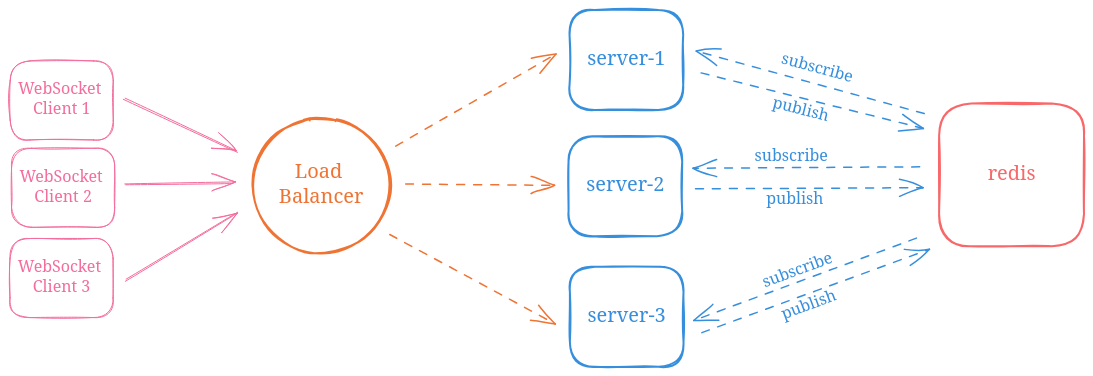 WebSocket
Client 1
WebSocket
Client 2
WebSocket
Client 3
Load
Balancer
server-1
server-2
server-3
subscribe
publish
subscribe
publish
subscribe
publish
redis